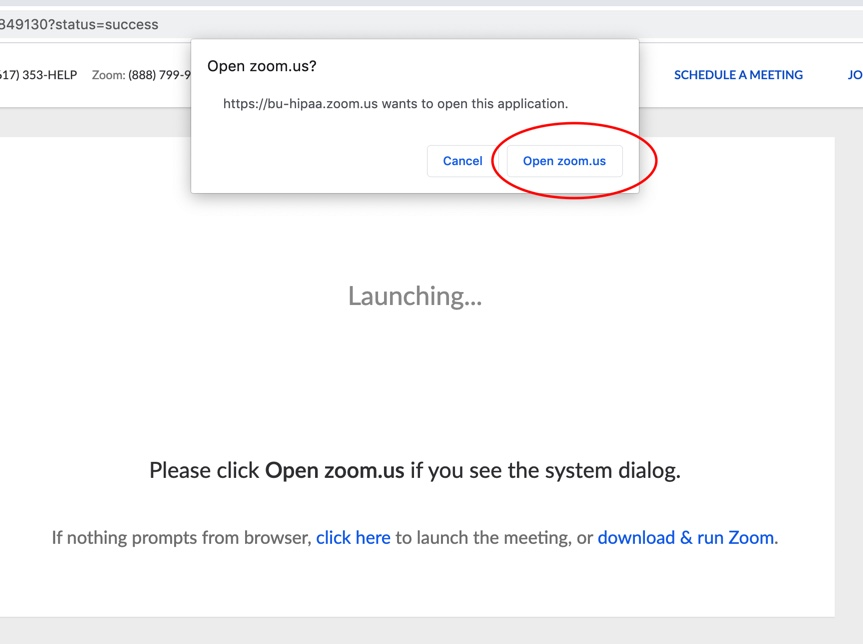 849130?status=success
617) 353-HELP Zoom: (888) 799-9 SCHEDULE A MEETING JO
Open zoom.us?
https://bu-hipaa.zoom.us wants to open this application.
Cancel Open zoom.us
Launching...
Please click Open zoom.us if you see the system dialog.
If nothing prompts from browser, click here to launch the meeting, or download & run Zoom.